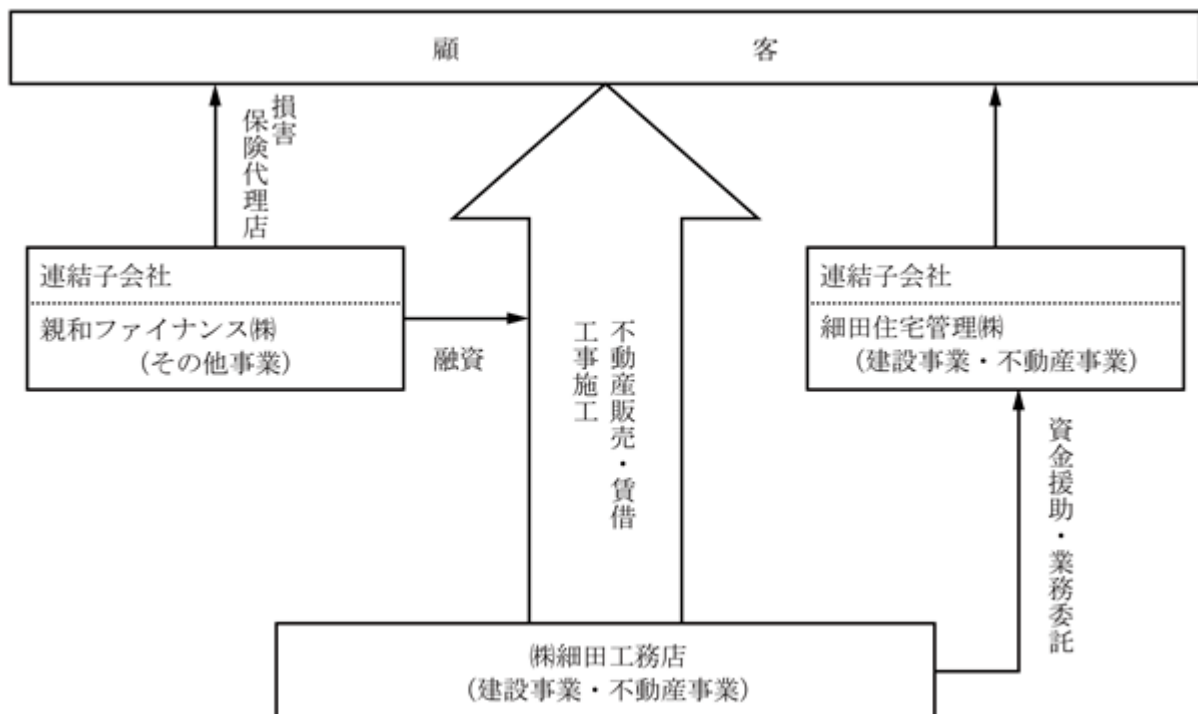 顧客
損害
保険代理店
連結子会社
親和ファイナンス㈱
(その他事業)
融資
不動産販売・賃借
工事施工
連結子会社
細田住宅管理㈱
(建設事業・不動産事業)
資金援助・業務委託
㈱細田工務店
(建設事業・不動産事業)